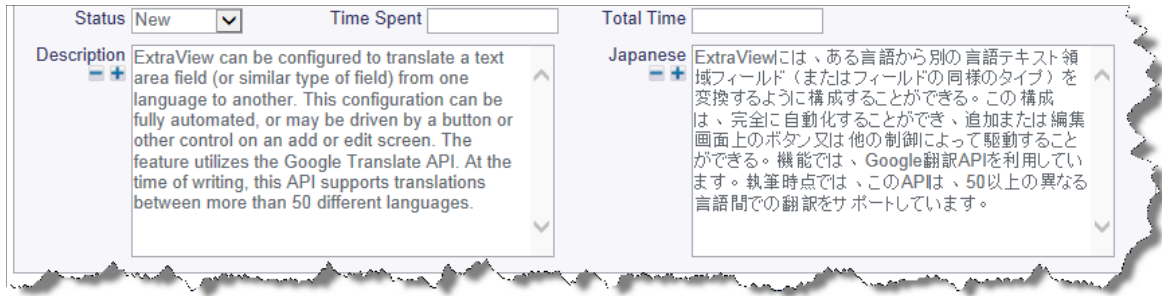 Status New Time Spent Total Time
Description
ExtraView can be configured to translate a text
area field (or similar type of field) from one
language to another. This configuration can be
fully automated, or may be driven by a button or
other control on an add or edit screen. The
feature utilizes the Google Translate API. At the
time of writing, this API supports translations
between more than 50 different languages.
Japanese
ExtraViewには、ある言語から別の言語テキスト領
域フィールド（またはフィールドの同様のタイプ）を
変換するように構成することができる。この構成
は、完全に自動化することができ、追加または編集
画面上のボタン又は他の制御によって駆動すること
ができる。機能では、Google翻訳APIを利用してい
ます。執筆時点では、このAPIは、50以上の異なる
言語間での翻訳をサポートしています。